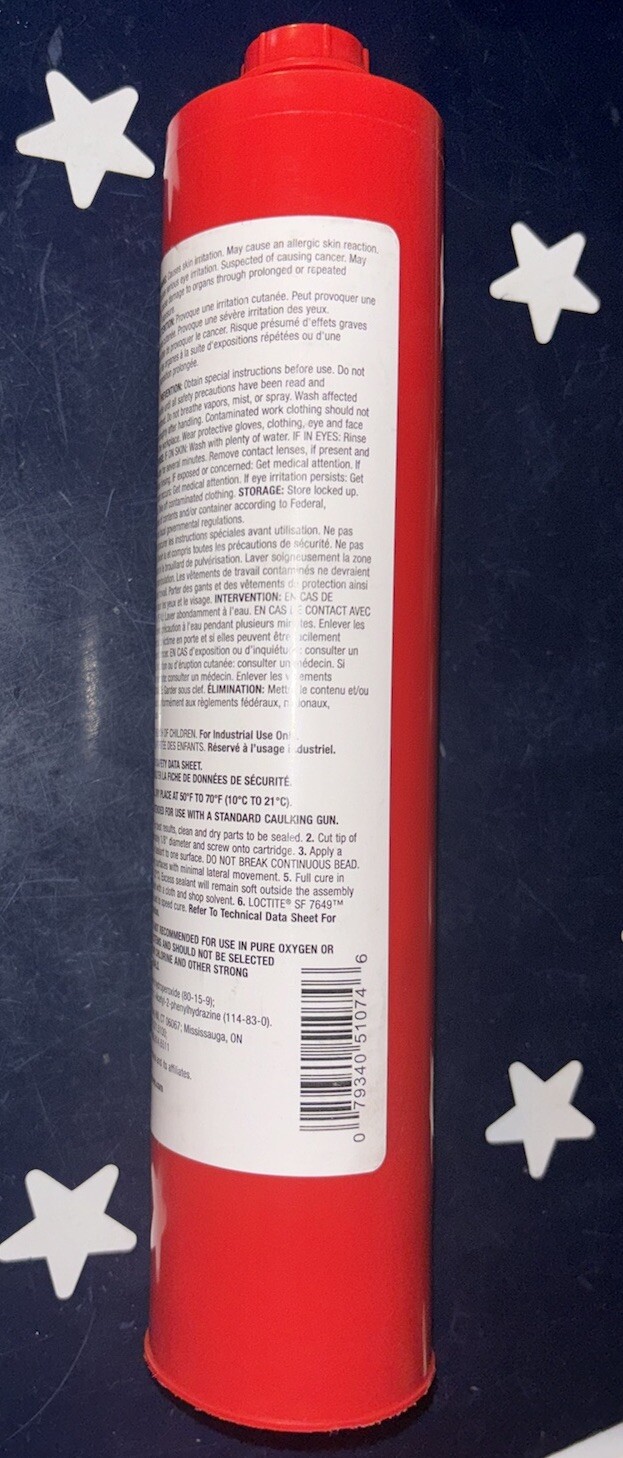 skin irritation. May cause an allergic skin reaction.
eye irritation. Suspected of causing cancer. May
damage to organs through prolonged or repeated
Provoque une irritation cutanée. Peut provoquer une
Provoque une sévère irritation des yeux.
provoquer le cancer. Risque présumé d'effets graves
à la suite d'expositions répétées ou d'une
prolongée.
Obtain special instructions before use. Do not
all safety precautions have been read and
Do not breathe vapors, mist, or spray. Wash affected
after handling. Contaminated work clothing should not
Wear protective gloves, clothing, eye and face
IF ON SKIN: Wash with plenty of water. IF IN EYES: Rinse
several minutes. Remove contact lenses, if present and
IF exposed or concerned: Get medical attention. If
Get medical attention. If eye irritation persists: Get
off contaminated clothing. STORAGE: Store locked up.
contents and/or container according to Federal,
governmental regulations.
les instructions spéciales avant utilisation. Ne pas
et compris toutes les précautions de sécurité. Ne pas
brouillard de pulvérisation. Laver soigneusement la zone
Les vêtements de travail contaminés ne devraient
Porter des gants et des vêtements de protection ainsi
yeux et le visage. INTERVENTION: EN CAS DE
Laver abondamment à l'eau. EN CAS DE CONTACT AVEC
à l'eau pendant plusieurs minutes. Enlever les
en porte et si elles peuvent être facilement
EN CAS d'exposition ou d'inquiétude: consulter un
ou d'éruption cutanée: consulter un médecin. Si
consulter un médecin. Enlever les vêtements
Garder sous clef. ÉLIMINATION: Mettre le contenu et/ou
conformément aux règlements fédéraux, nationaux,
OF CHILDREN. For Industrial Use Only.
DES ENFANTS. Réservé à l'usage industriel.
SAFETY DATA SHEET.
LA FICHE DE DONNÉES DE SÉCURITÉ.
PLACE AT 50°F TO 70°F (10°C TO 21°C).
FOR USE WITH A STANDARD CAULKING GUN.
results, clean and dry parts to be sealed. 2. Cut tip of
1/8" diameter and screw onto cartridge. 3. Apply a
to one surface. DO NOT BREAK CONTINUOUS BEAD.
with minimal lateral movement. 5. Full cure in
Excess sealant will remain soft outside the assembly
with a cloth and shop solvent. 6. LOCTITE® SF 7649™
speed cure. Refer To Technical Data Sheet For
RECOMMENDED FOR USE IN PURE OXYGEN OR
AND SHOULD NOT BE SELECTED
CHLORINE AND OTHER STRONG
(80-15-9);
-2-phenylhydrazine (114-83-0).
CT 06067; Mississauga, ON
and its affiliates.
0 79340 51074 6